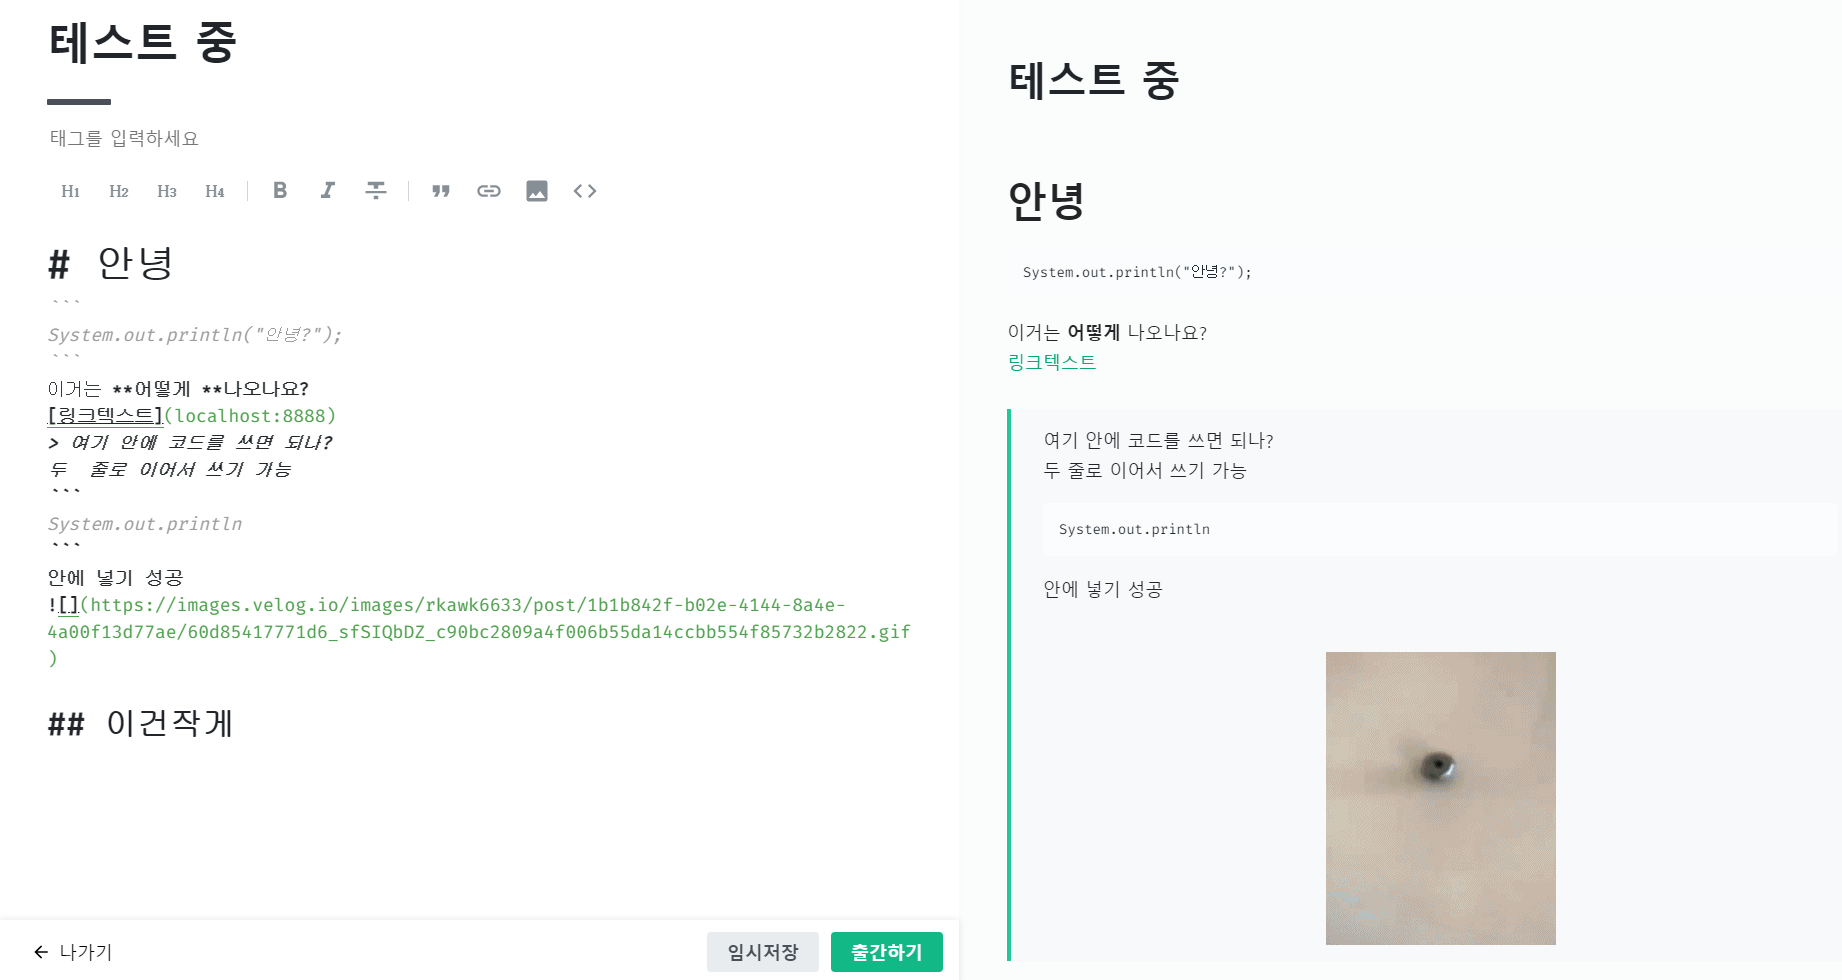 테스트 중
태그를 입력하세요
H1 H2 H3 H4 B I T
# 안녕
```
System.out.println("안녕?");
```
이거는 **어떻게 **나오나요?
[링크텍스트](localhost:8888)
> 여기 안에 코드를 쓰면 되나?
두  줄로 이어서 쓰기 가능
```
System.out.println
```
안에 넣기 성공
![](https://images.velog.io/images/rkawk6633/post/1b1b842f-b02e-4144-8a4e-
4a00f13d77ae/60d85417771d6_sfSIQbDZ_c90bc2809a4f006b55da14ccbb554f85732b2822.gif
)
## 이건작게
나가기
임시저장
출간하기
테스트 중
안녕
System.out.println("안녕?");
이거는 어떻게 나오나요?
링크텍스트
여기 안에 코드를 쓰면 되나?
두 줄로 이어서 쓰기 가능
System.out.println
안에 넣기 성공